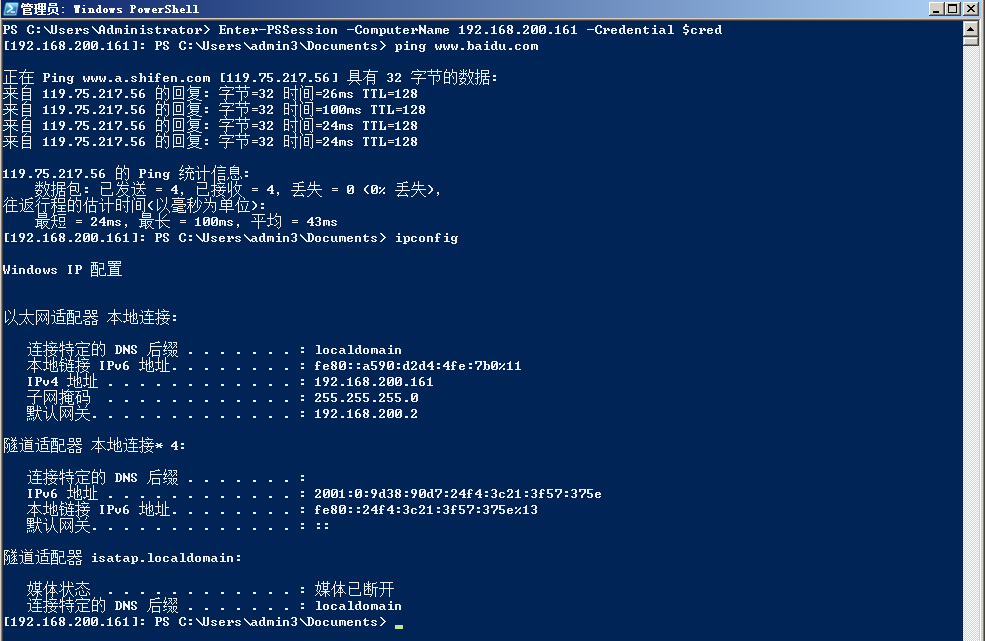 管理员: Windows PowerShell
PS C:\Users\Administrator> Enter-PSSession -ComputerName 192.168.200.161 -Credential $cred
[192.168.200.161]: PS C:\Users\admin3\Documents> ping www.baidu.com
正在 Ping www.a.shifen.com [119.75.217.56] 具有 32 字节的数据:
来自 119.75.217.56 的回复: 字节=32 时间=26ms TTL=128
来自 119.75.217.56 的回复: 字节=32 时间=100ms TTL=128
来自 119.75.217.56 的回复: 字节=32 时间=24ms TTL=128
来自 119.75.217.56 的回复: 字节=32 时间=24ms TTL=128
119.75.217.56 的 Ping 统计信息:
    数据包: 已发送 = 4, 已接收 = 4, 丢失 = 0 (0% 丢失),
往返行程的估计时间(以毫秒为单位):
    最短 = 24ms, 最长 = 100ms, 平均 = 43ms
[192.168.200.161]: PS C:\Users\admin3\Documents> ipconfig
Windows IP 配置
以太网适配器 本地连接:
   连接特定的 DNS 后缀 . . . . . . . : localdomain
   本地链接 IPv6 地址. . . . . . . . : fe80::a590:d2d4:4fe:7b0%11
   IPv4 地址 . . . . . . . . . . . . : 192.168.200.161
   子网掩码  . . . . . . . . . . . . : 255.255.255.0
   默认网关. . . . . . . . . . . . . : 192.168.200.2
隧道适配器 本地连接* 4:
   连接特定的 DNS 后缀 . . . . . . . :
   IPv6 地址 . . . . . . . . . . . . : 2001:0:9d38:90d7:24f4:3c21:3f57:375e
   本地链接 IPv6 地址. . . . . . . . : fe80::24f4:3c21:3f57:375e%13
   默认网关. . . . . . . . . . . . . : ::
隧道适配器 isatap.localdomain:
   媒体状态  . . . . . . . . . . . . : 媒体已断开
   连接特定的 DNS 后缀 . . . . . . . : localdomain
[192.168.200.161]: PS C:\Users\admin3\Documents> _